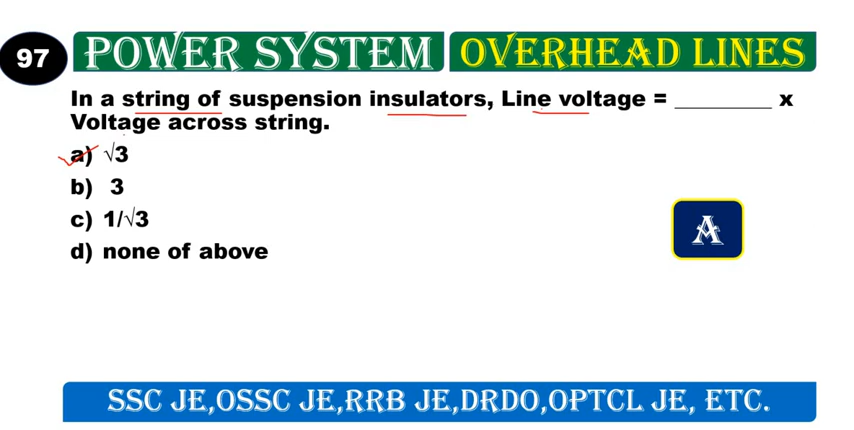 97
POWER SYSTEM
OVERHEAD LINES
In a string of suspension insulators, Line voltage = ________ x
Voltage across string.
a) √3
b) 3
c) 1/√3
d) none of above
A
SSC JE,OSSC JE,RRB JE,DRDO,OPTCL JE, ETC.